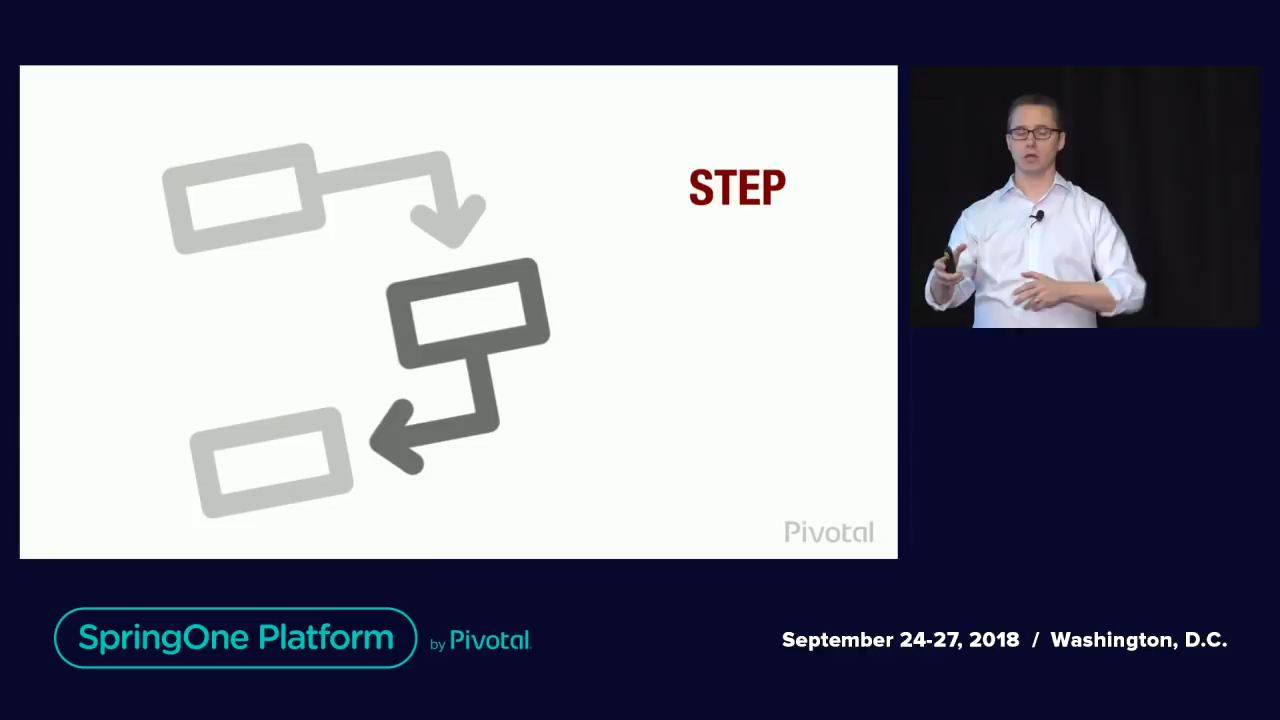 STEP
Pivotal
SpringOne Platform by Pivotal.
September 24-27, 2018 / Washington, D.C.